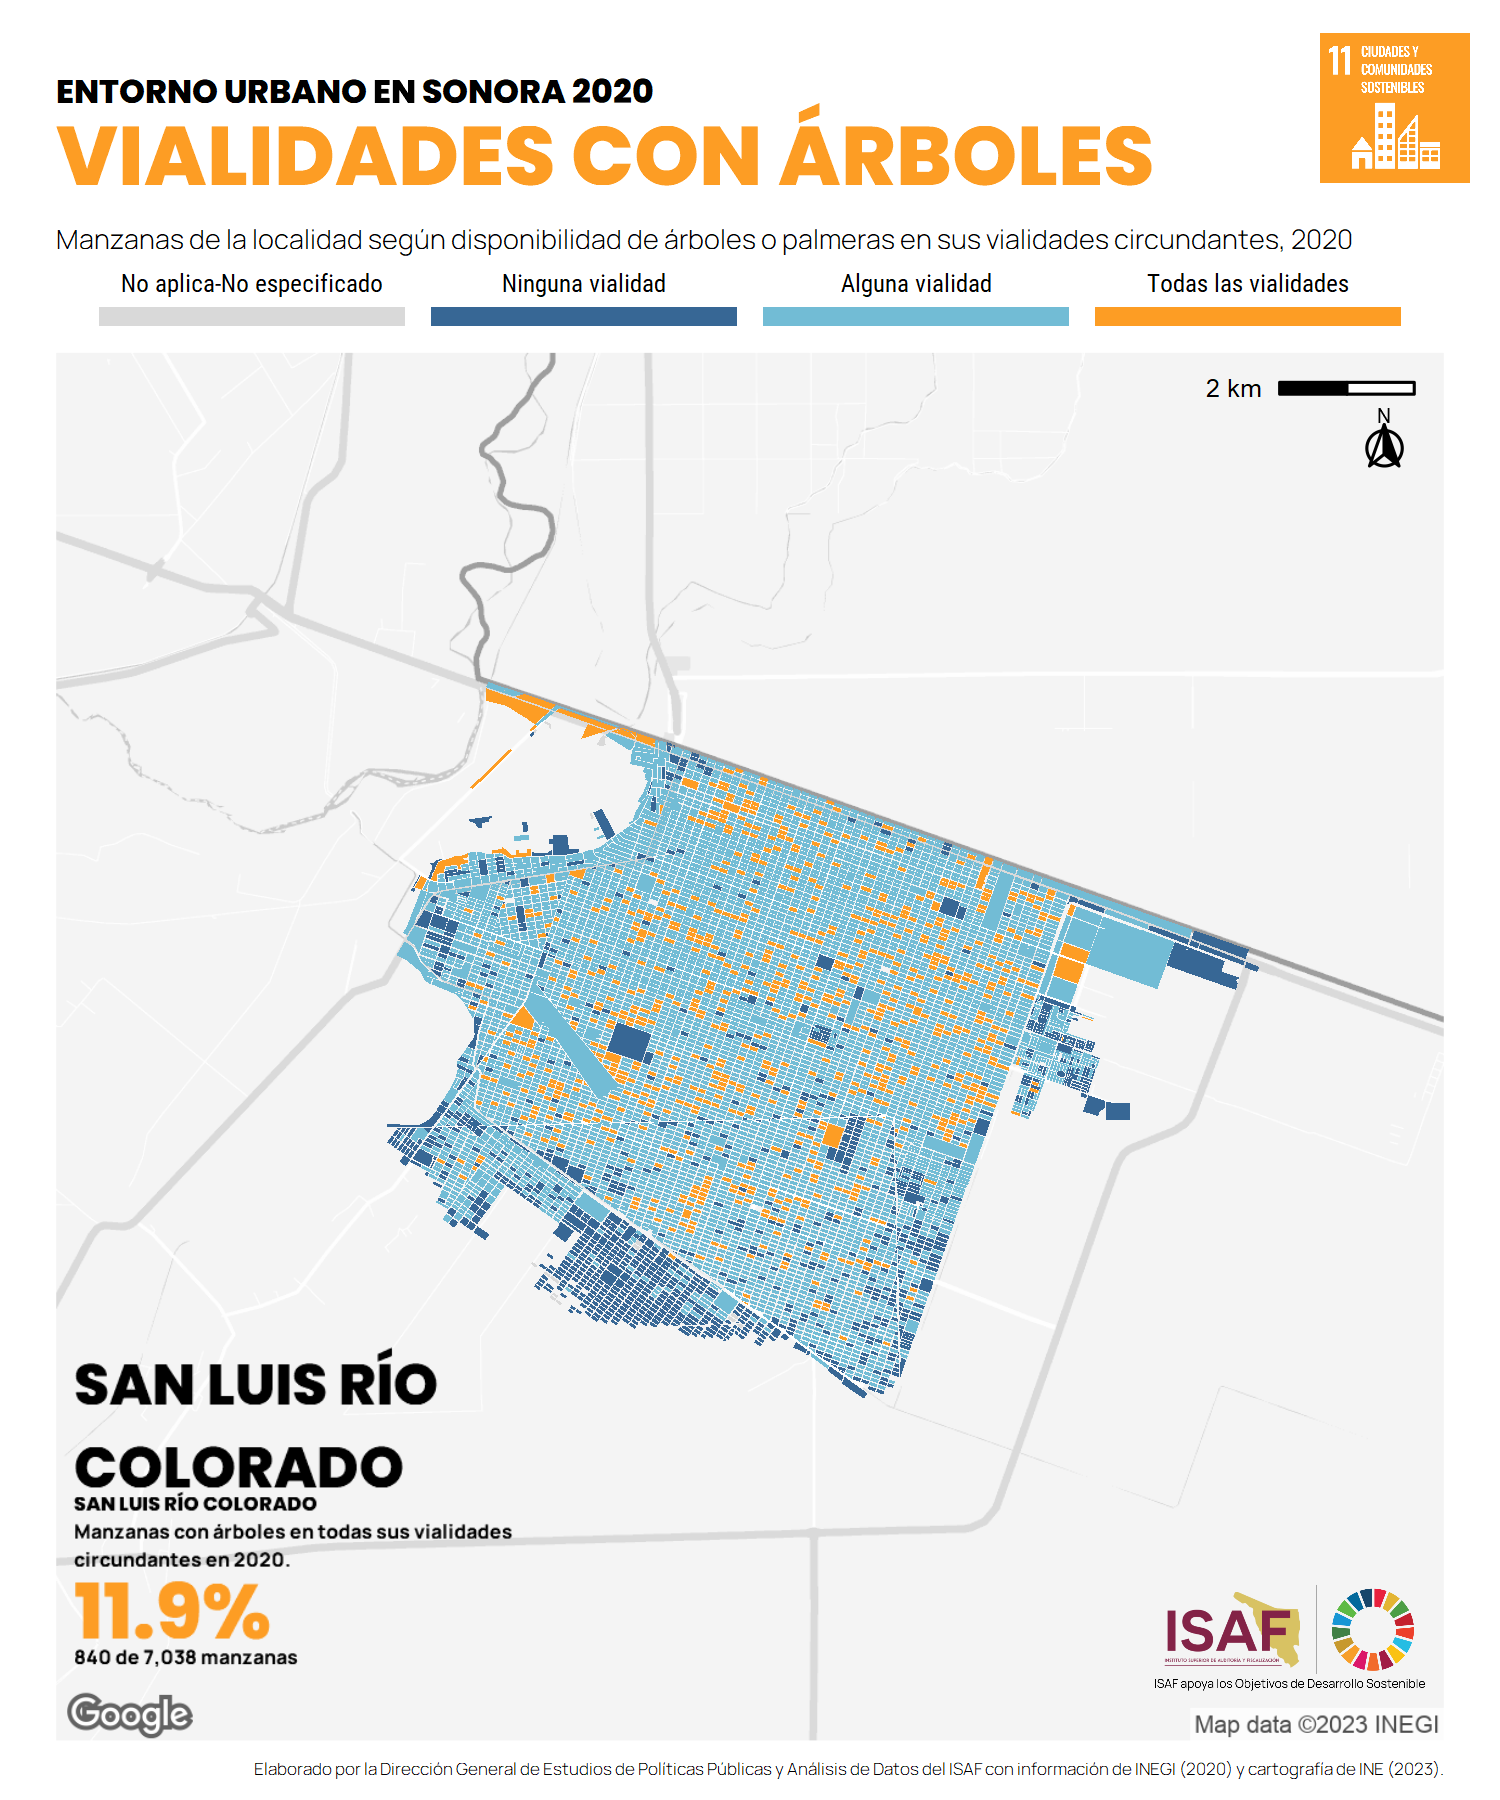 11 CIUDADES Y
COMUNIDADES
SOSTENIBLES
ENTORNO URBANO EN SONORA 2020
VIALIDADES CON ÁRBOLES
Manzanas de la localidad según disponibilidad de árboles o palmeras en sus vialidades circundantes, 2020
No aplica-No especificado
Ninguna vialidad
Alguna vialidad
Todas las vialidades
2 km
N
SAN LUIS RÍO
COLORADO
SAN LUIS RÍO COLORADO
Manzanas con árboles en todas sus vialidades
circundantes en 2020.
11.9%
840 de 7,038 manzanas
ISAF
INSTITUTO SUPERIOR DE AUDITORÍA Y FISCALIZACIÓN
ISAF apoya los Objetivos de Desarrollo Sostenible
Google
Map data ©2023 INEGI
Elaborado por la Dirección General de Estudios de Políticas Públicas y Análisis de Datos del ISAF con información de INEGI (2020) y cartografía de INE (2023).